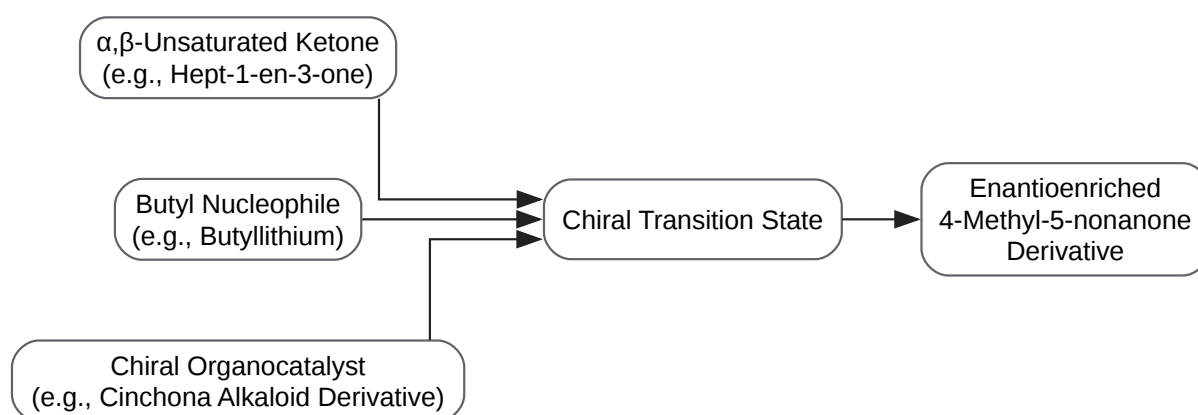 α,β-Unsaturated Ketone
(e.g., Hept-1-en-3-one)
Butyl Nucleophile
(e.g., Butyllithium)
Chiral Organocatalyst
(e.g., Cinchona Alkaloid Derivative)
Chiral Transition State
Enantioenriched
4-Methyl-5-nonanone
Derivative